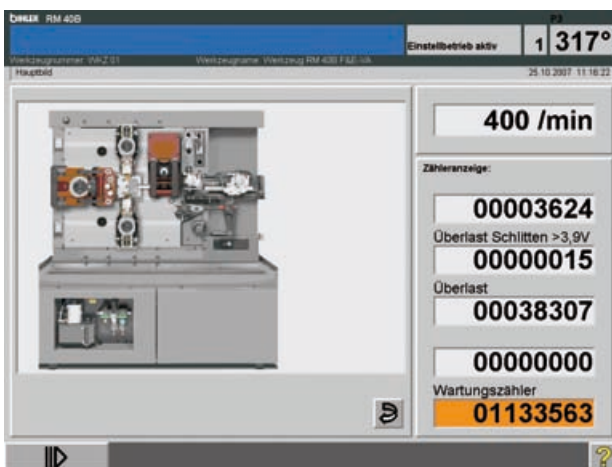 BIHLER RM 40B
P3
Einstellbetrieb aktiv
1
317°
Werkzeugnummer: WKZ 01 Werkzeugname: Werkzeug RM 40B F&E-VA
Hauptbild 25.10.2007 11:16:22
400 /min
Zähleranzeige:
00003624
Überlast Schlitten >3,9V
00000015
Überlast
00038307
00000000
Wartungszähler
01133563
?